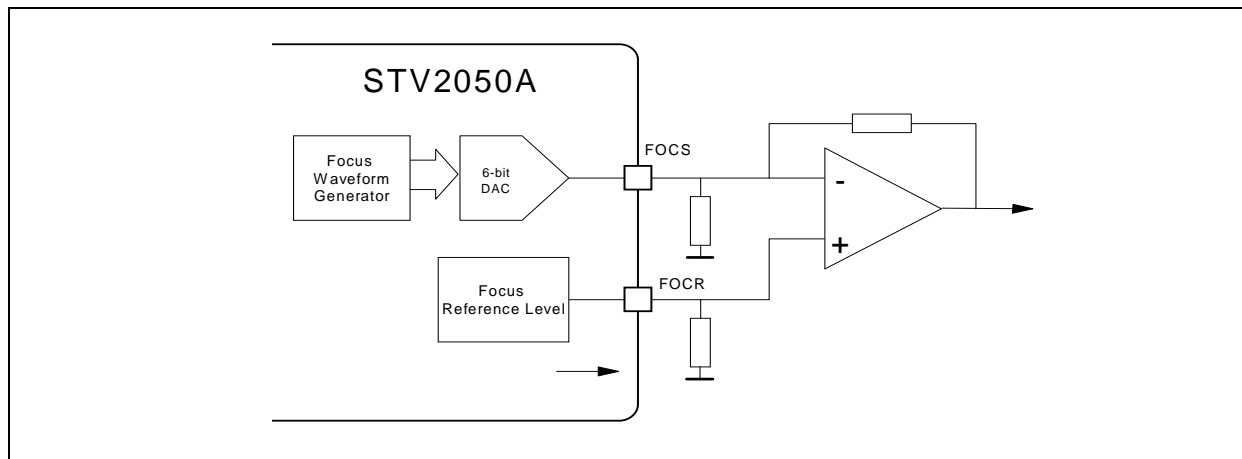 STV2050A
Focus
Waveform
Generator
6-bit
DAC
FOCS
-
+
Focus
Reference Level
FOCR